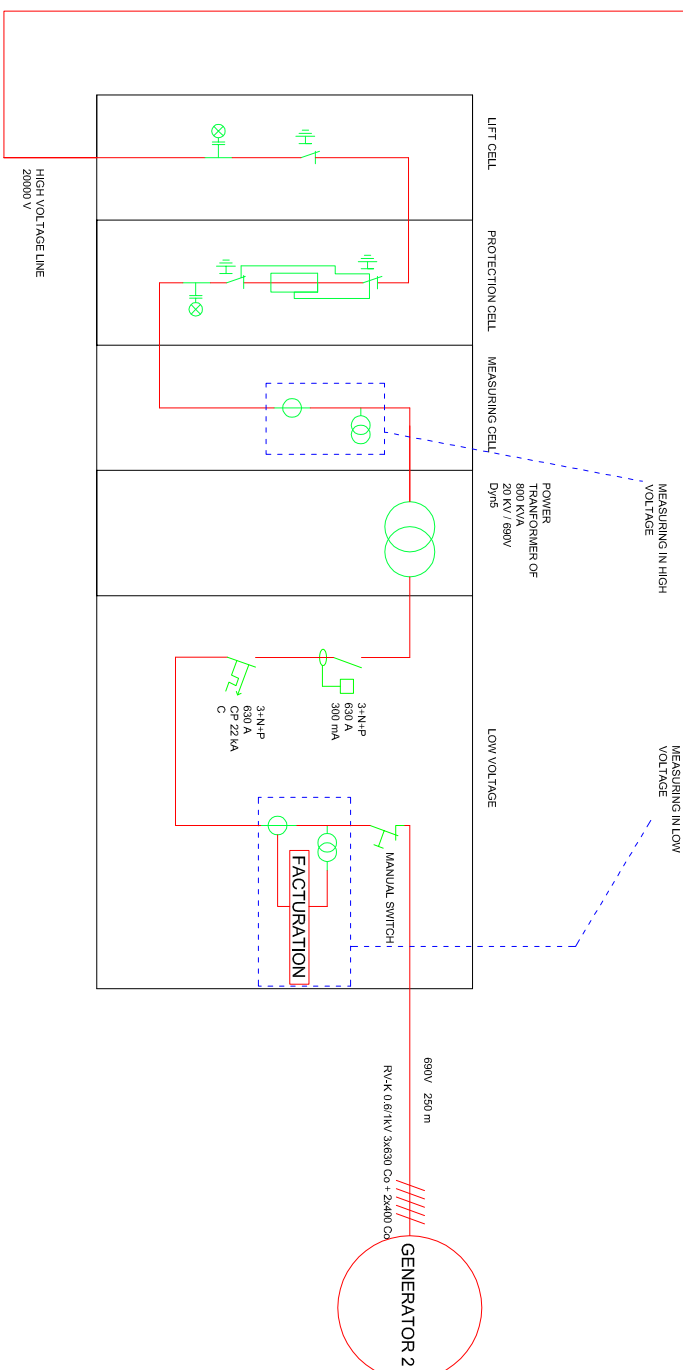 LIFT CELL
HIGH VOLTAGE LINE
20000 V
PROTECTION CELL
MEASURING CELL
MEASURING IN HIGH
VOLTAGE
POWER
TRANFORMER OF
800 KVA
20 KV / 690V
Dyn5
3+N+P
630 A
300 mA
3+N+P
630 A
CP 22 kA
C
LOW VOLTAGE
MEASURING IN LOW
VOLTAGE
MANUAL SWITCH
FACTURATION
690V 250 m
RV-K 0.6/1kV 3x630 Co + 2x400 Co
GENERATOR 2